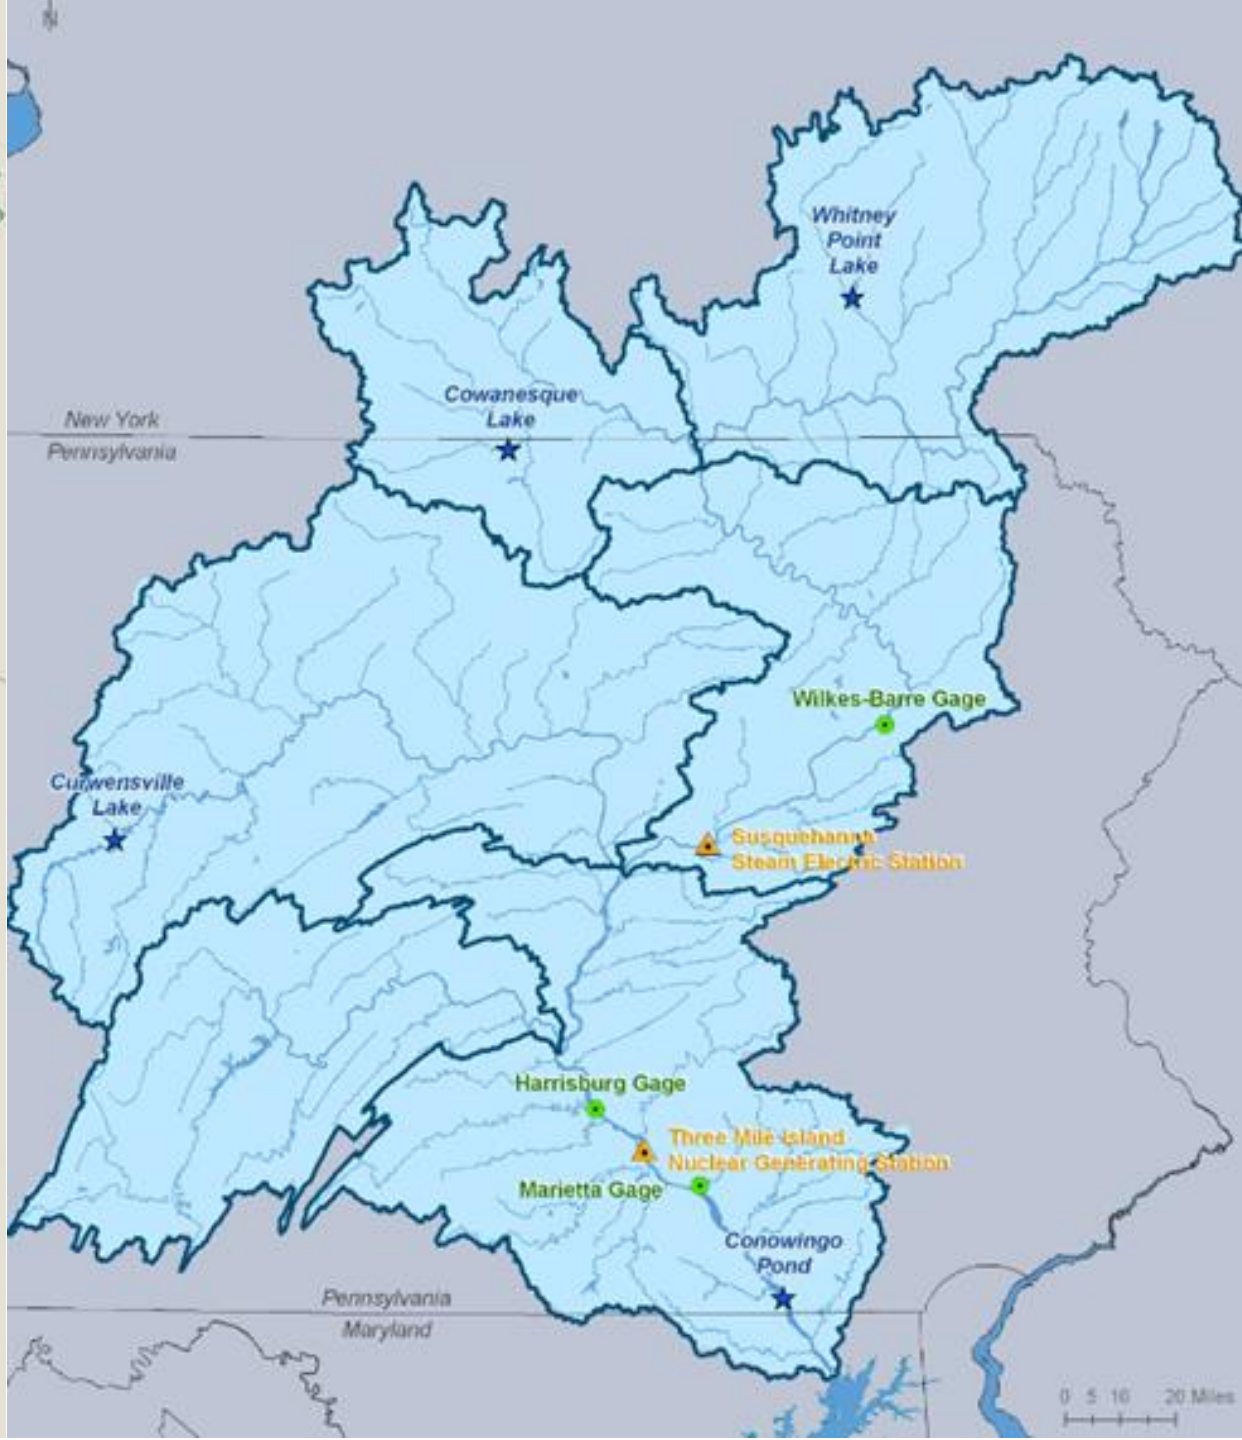 N
Whitney
Point
Lake
Cowanesque
Lake
New York
Pennsylvania
Wilkes-Barre Gage
Curwensville
Lake
Susquehanna
Steam Electric Station
Harrisburg Gage
Three Mile Island
Nuclear Generating Station
Marietta Gage
Conowingo
Pond
Pennsylvania
Maryland
0 5 10 20 Miles